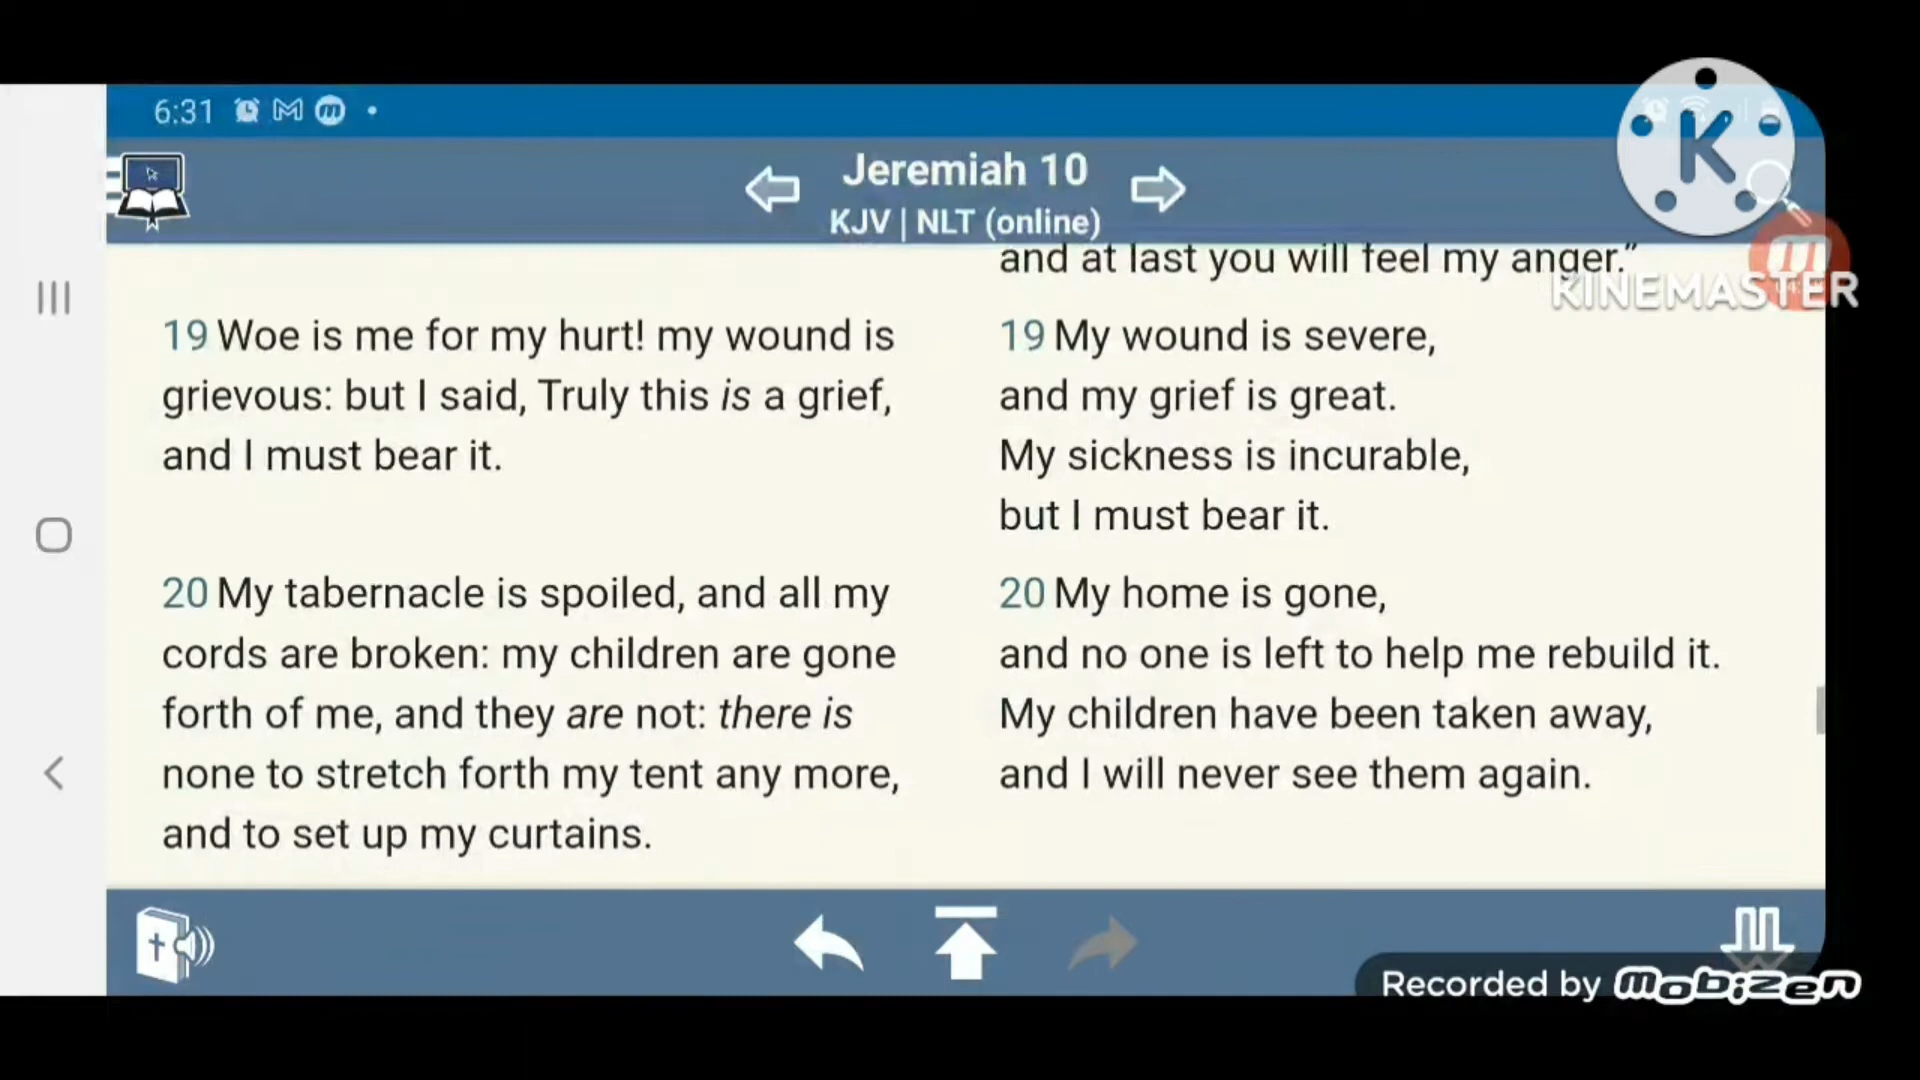 6:31
Jeremiah 10
KJV | NLT (online)
K
KINEMASTER
and at last you will feel my anger.”
19 Woe is me for my hurt! my wound is
grievous: but I said, Truly this is a grief,
and I must bear it.
20 My tabernacle is spoiled, and all my
cords are broken: my children are gone
forth of me, and they are not: there is
none to stretch forth my tent any more,
and to set up my curtains.
19 My wound is severe,
and my grief is great.
My sickness is incurable,
but I must bear it.
20 My home is gone,
and no one is left to help me rebuild it.
My children have been taken away,
and I will never see them again.
Recorded by Mobizen